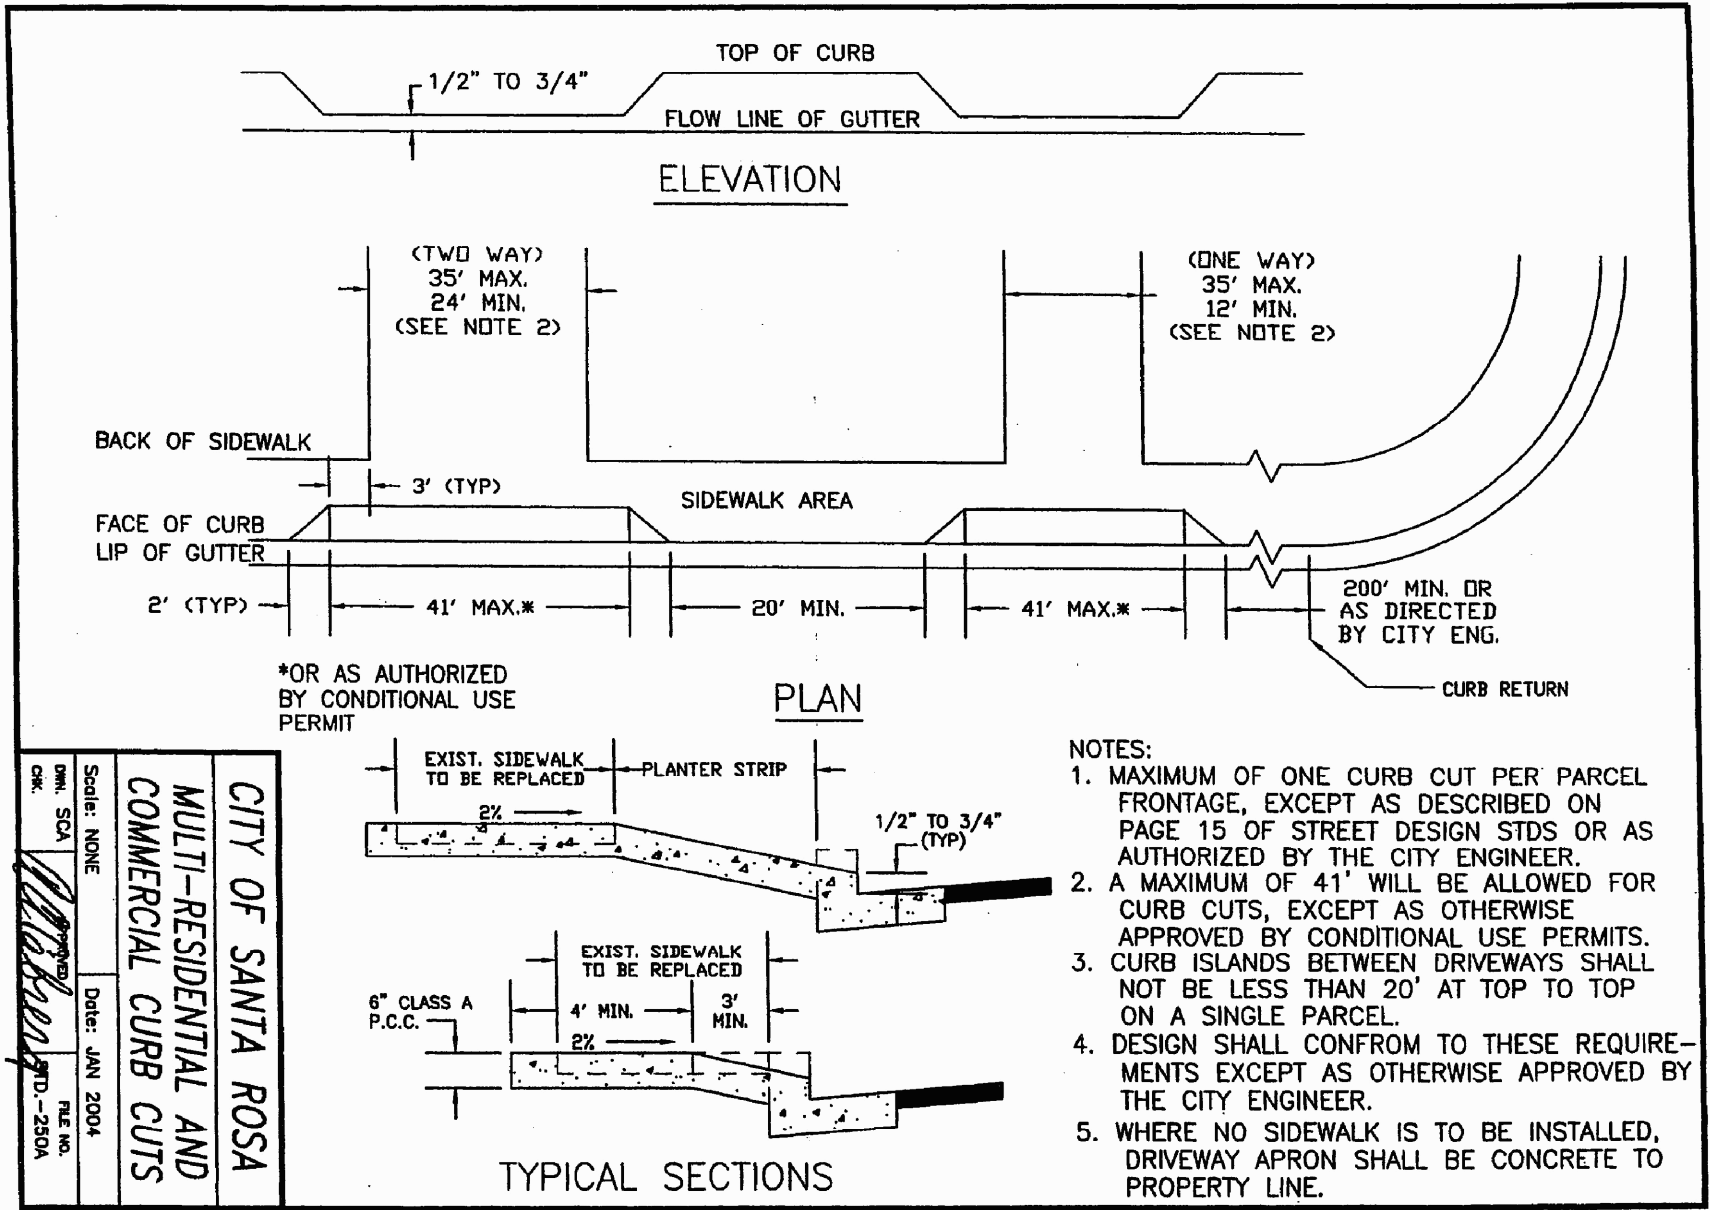 TOP OF CURB
1/2" TO 3/4"
FLOW LINE OF GUTTER
ELEVATION
(TWO WAY)
35' MAX.
24' MIN.
(SEE NOTE 2)
(ONE WAY)
35' MAX.
12' MIN.
(SEE NOTE 2)
BACK OF SIDEWALK
3' (TYP)
SIDEWALK AREA
FACE OF CURB
LIP OF GUTTER
2' (TYP)
41' MAX.*
20' MIN.
41' MAX.*
200' MIN. OR
AS DIRECTED
BY CITY ENG.
CURB RETURN
*OR AS AUTHORIZED
BY CONDITIONAL USE
PERMIT
PLAN
EXIST. SIDEWALK
TO BE REPLACED
PLANTER STRIP
2%
1/2" TO 3/4"
(TYP)
EXIST. SIDEWALK
TO BE REPLACED
6" CLASS A
P.C.C.
4' MIN.
3'
MIN.
2%
TYPICAL SECTIONS
NOTES:
1. MAXIMUM OF ONE CURB CUT PER PARCEL
FRONTAGE, EXCEPT AS DESCRIBED ON
PAGE 15 OF STREET DESIGN STDS OR AS
AUTHORIZED BY THE CITY ENGINEER.
2. A MAXIMUM OF 41' WILL BE ALLOWED FOR
CURB CUTS, EXCEPT AS OTHERWISE
APPROVED BY CONDITIONAL USE PERMITS.
3. CURB ISLANDS BETWEEN DRIVEWAYS SHALL
NOT BE LESS THAN 20' AT TOP TO TOP
ON A SINGLE PARCEL.
4. DESIGN SHALL CONFROM TO THESE REQUIRE-
MENTS EXCEPT AS OTHERWISE APPROVED BY
THE CITY ENGINEER.
5. WHERE NO SIDEWALK IS TO BE INSTALLED,
DRIVEWAY APRON SHALL BE CONCRETE TO
PROPERTY LINE.
CITY OF SANTA ROSA
MULTI-RESIDENTIAL AND
COMMERCIAL CURB CUTS
Scale: NONE
Date: JAN 2004
DWN. SCA
CHK.
APPROVED
FILE NO.
STD.-250A